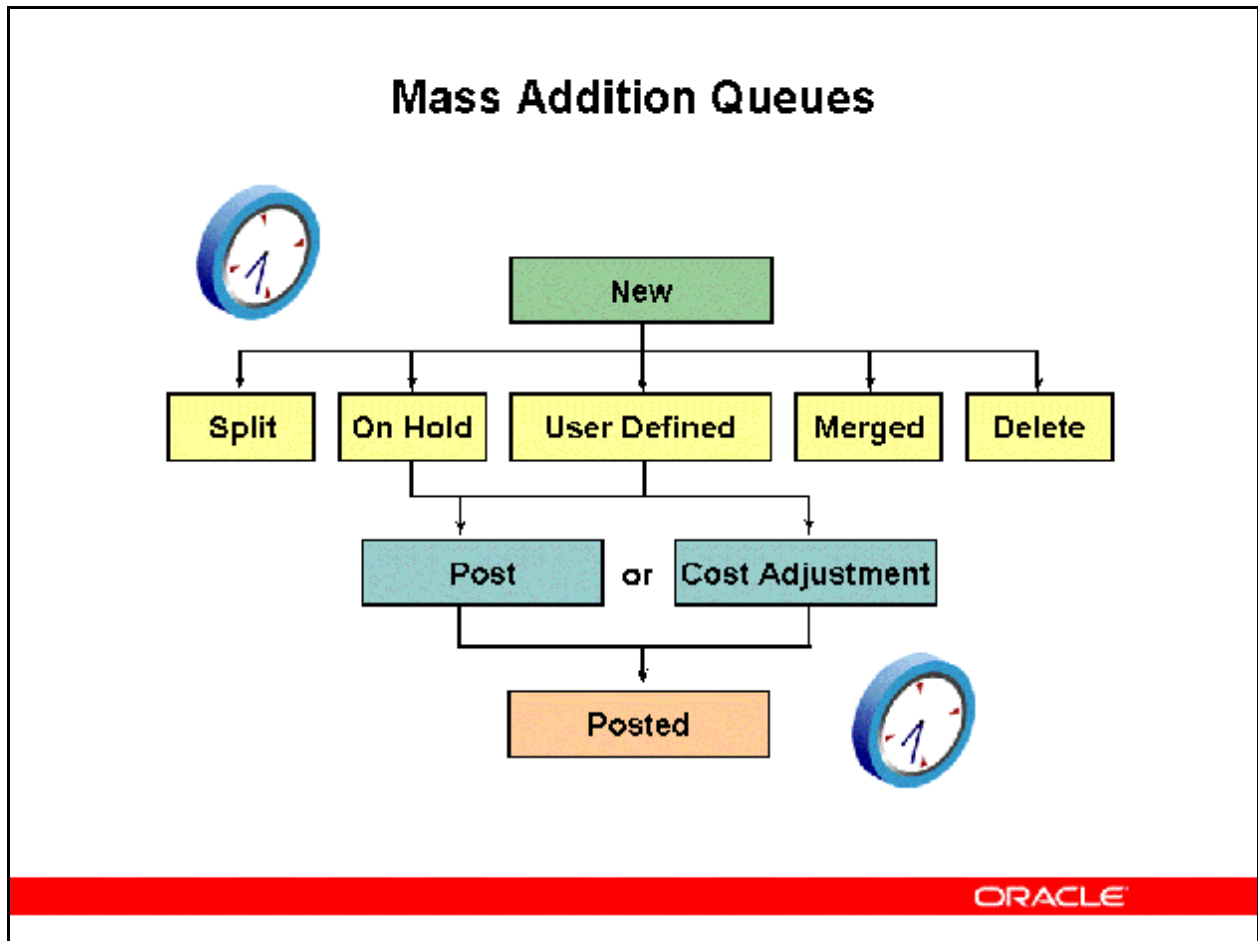 Mass Addition Queues
New
Split
On Hold
User Defined
Merged
Delete
Post
or
Cost Adjustment
Posted
ORACLE